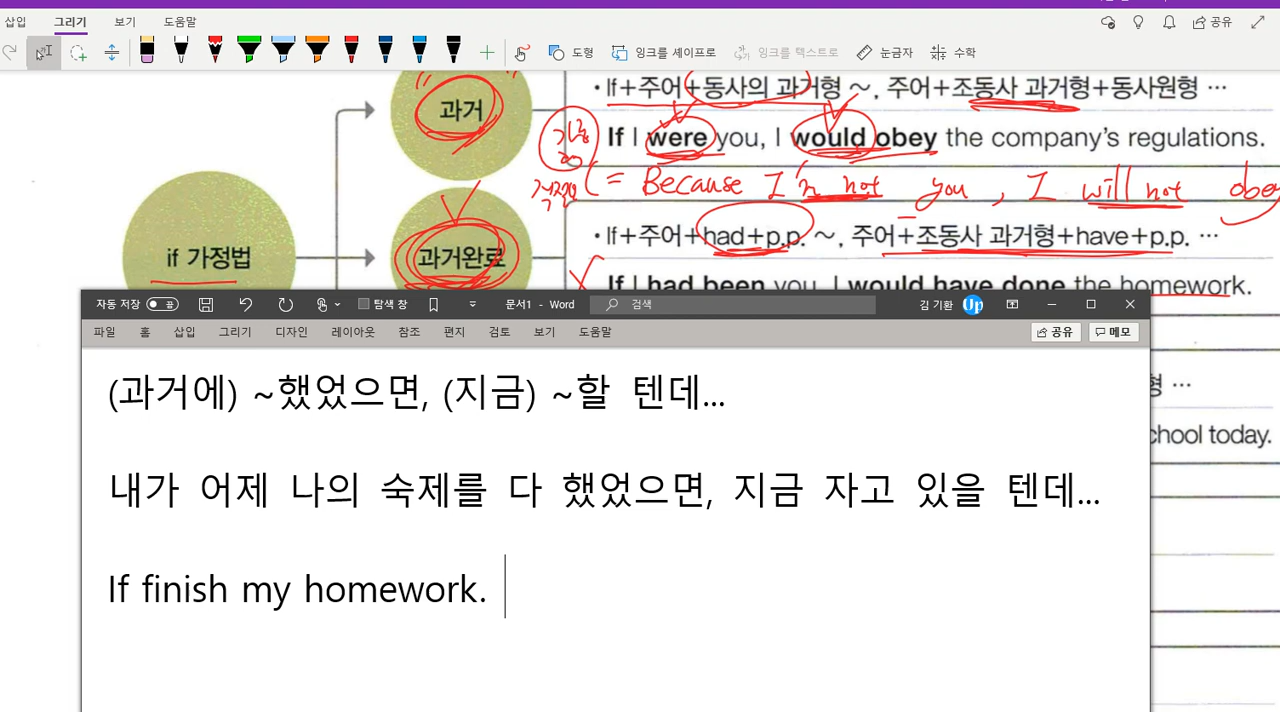 삽입 그리기 보기 도움말 공유
도형 잉크를 셰이프로 잉크를 텍스트로 눈금자 수학
과거
· If+주어+동사의 과거형 ~, 주어+조동사 과거형+동사원형 ···
If I were you, I would obey the company's regulations.
= Because I'm not you, I will not obey
if 가정법
과거완료
· If+주어+had+p.p. ~, 주어+조동사 과거형+have+p.p. ···
If I had been you, I would have done the homework.
자동 저장 끔 탐색 창 문서1 - Word 검색 김 기환
파일 홈 삽입 그리기 디자인 레이아웃 참조 편지 검토 보기 도움말 공유 메모
(과거에) ~했었으면, (지금) ~할 텐데...
형 ···
school today.
내가 어제 나의 숙제를 다 했었으면, 지금 자고 있을 텐데...
If finish my homework.